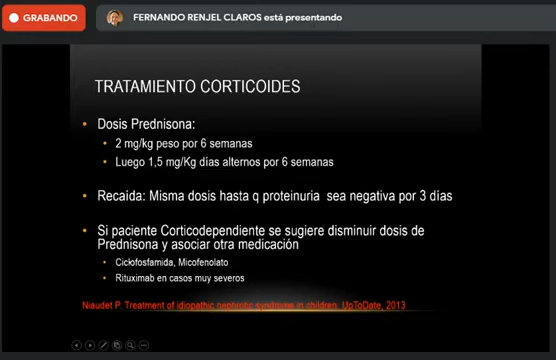 GRABANDO
FERNANDO RENJEL CLAROS está presentando
TRATAMIENTO CORTICOIDES
Dosis Prednisona:
2 mg/kg peso por 6 semanas
Luego 1,5 mg/Kg días alternos por 6 semanas
Recaída: Misma dosis hasta q proteinuria sea negativa por 3 días
Si paciente Corticodependiente se sugiere disminuir dosis de
Prednisona y asociar otra medicación
Ciclofosfamida, Micofenolato
Rituximab en casos muy severos
Niaudet P. Treatment of idiopathic nephrotic syndrome in children. UpToDate, 2013